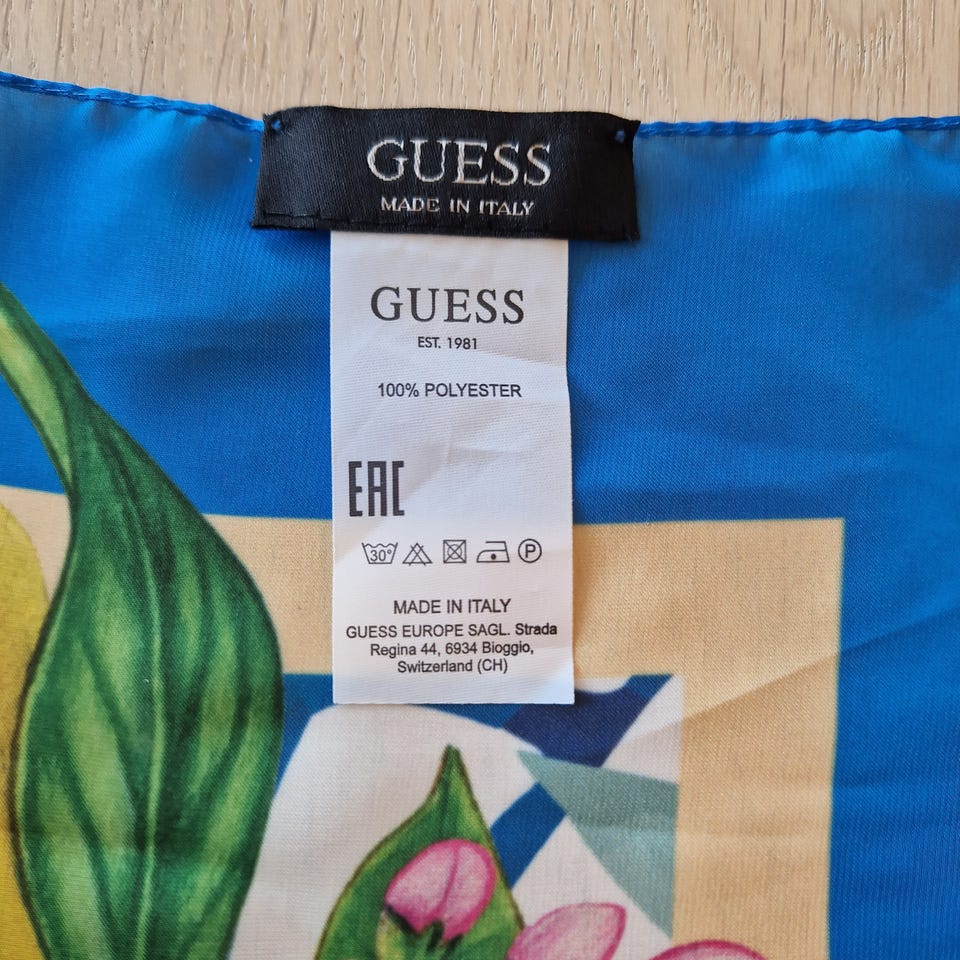 GUESS
MADE IN ITALY
GUESS
EST. 1981
100% POLYESTER
EAC
30°
P
MADE IN ITALY
GUESS EUROPE SAGL. Strada
Regina 44, 6934 Bioggio,
Switzerland (CH)